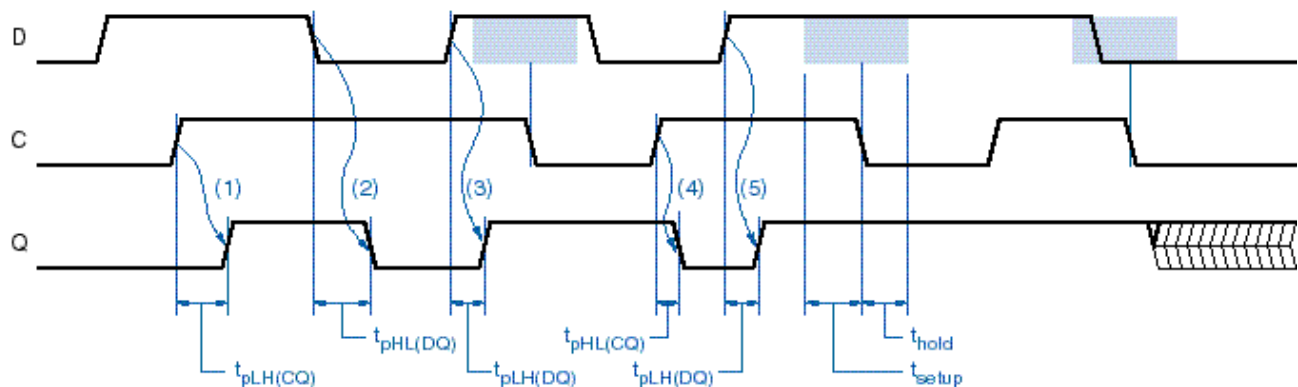 D
C
(1) (2) (3) (4) (5)
Q
tpHL(DQ) tpHL(CQ) thold
tpLH(CQ) tpLH(DQ) tpLH(DQ) tsetup